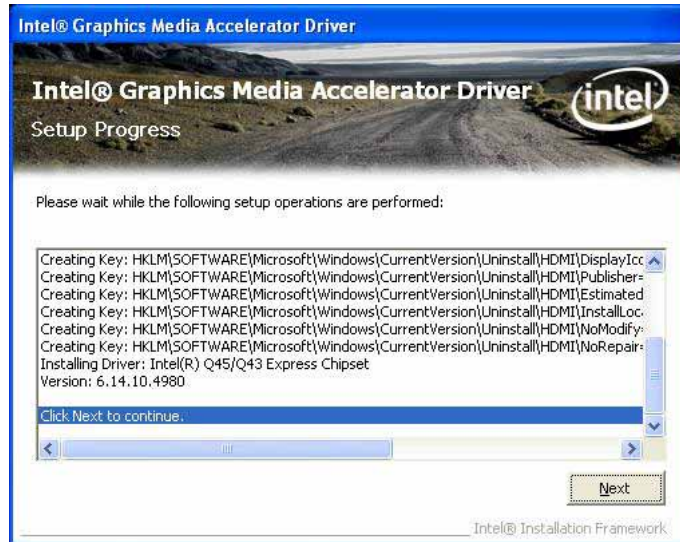 Intel® Graphics Media Accelerator Driver
Intel® Graphics Media Accelerator Driver
intel
Setup Progress
Please wait while the following setup operations are performed:
Creating Key: HKLM\SOFTWARE\Microsoft\Windows\CurrentVersion\Uninstall\HDMI\DisplayIcc
Creating Key: HKLM\SOFTWARE\Microsoft\Windows\CurrentVersion\Uninstall\HDMI\Publisher=
Creating Key: HKLM\SOFTWARE\Microsoft\Windows\CurrentVersion\Uninstall\HDMI\Estimated
Creating Key: HKLM\SOFTWARE\Microsoft\Windows\CurrentVersion\Uninstall\HDMI\InstallLoc
Creating Key: HKLM\SOFTWARE\Microsoft\Windows\CurrentVersion\Uninstall\HDMI\NoModify=
Creating Key: HKLM\SOFTWARE\Microsoft\Windows\CurrentVersion\Uninstall\HDMI\NoRepair=
Installing Driver: Intel(R) Q45/Q43 Express Chipset
Version: 6.14.10.4980
Click Next to continue.
Next
Intel® Installation Framework